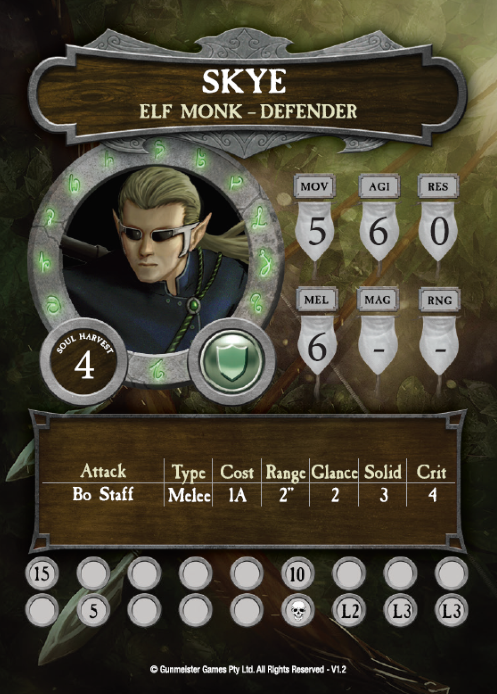 SKYE
ELF MONK – DEFENDER
MOV AGI RES
5 6 0
MEL MAG RNG
6 - -
SOUL HARVEST
4
Attack Type Cost Range Glance Solid Crit
Bo Staff Melee 1A 2" 2 3 4
15 10
5 L2 L3 L3
© Gunmeister Games Pty Ltd. All Rights Reserved - V1.2